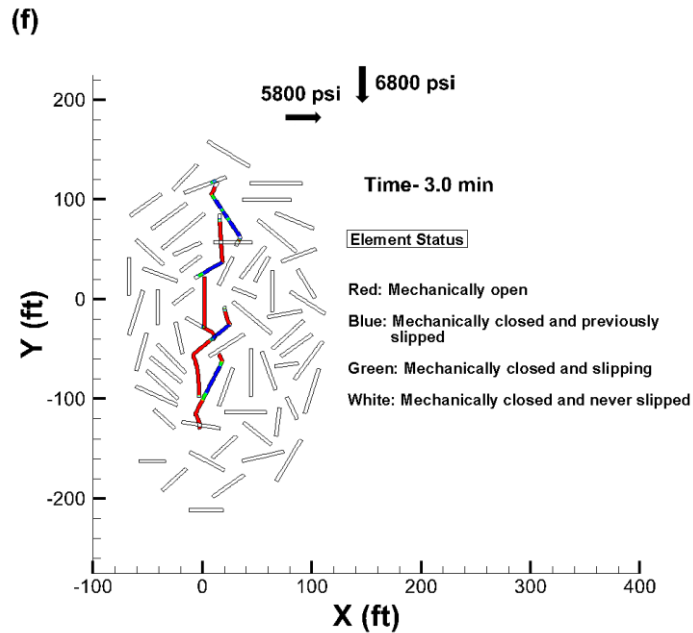 (f)
5800 psi
6800 psi
Time- 3.0 min
Element Status
Red: Mechanically open
Blue: Mechanically closed and previously
slipped
Green: Mechanically closed and slipping
White: Mechanically closed and never slipped
200
100
0
-100
-200
Y (ft)
-100 0 100 200 300 400
X (ft)